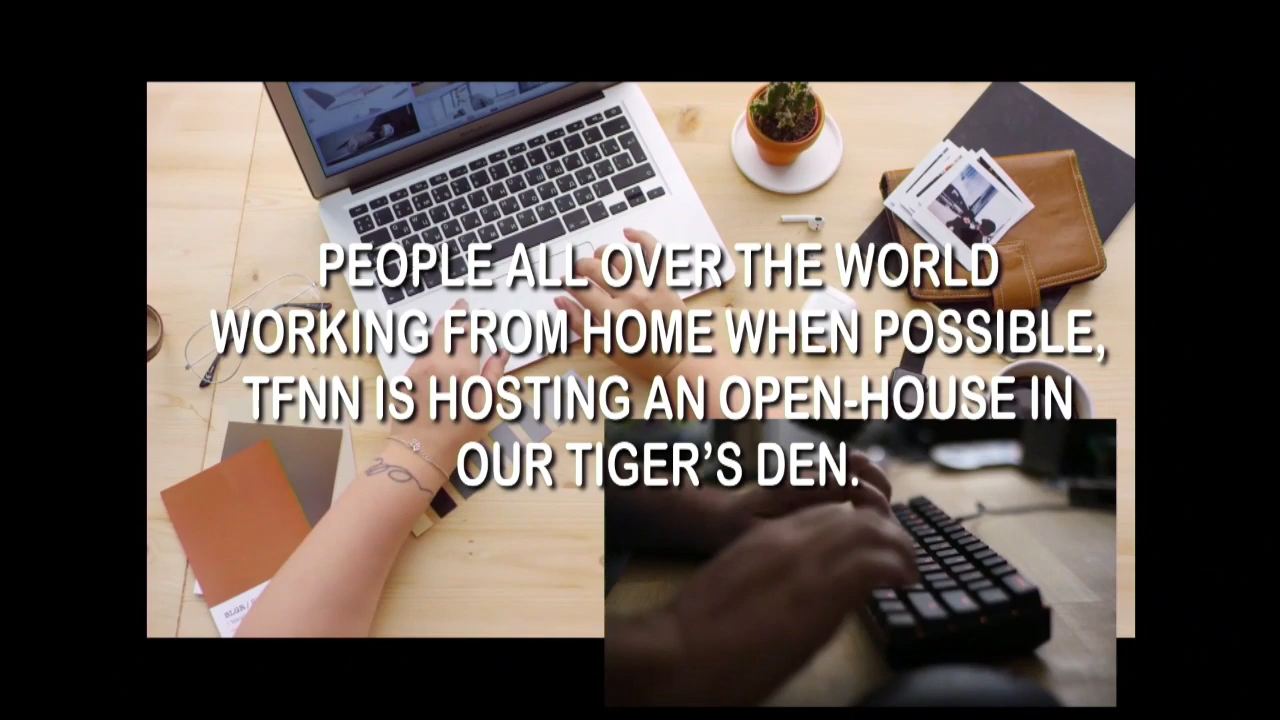 PEOPLE ALL OVER THE WORLD
WORKING FROM HOME WHEN POSSIBLE,
TFNN IS HOSTING AN OPEN-HOUSE IN
OUR TIGER'S DEN.